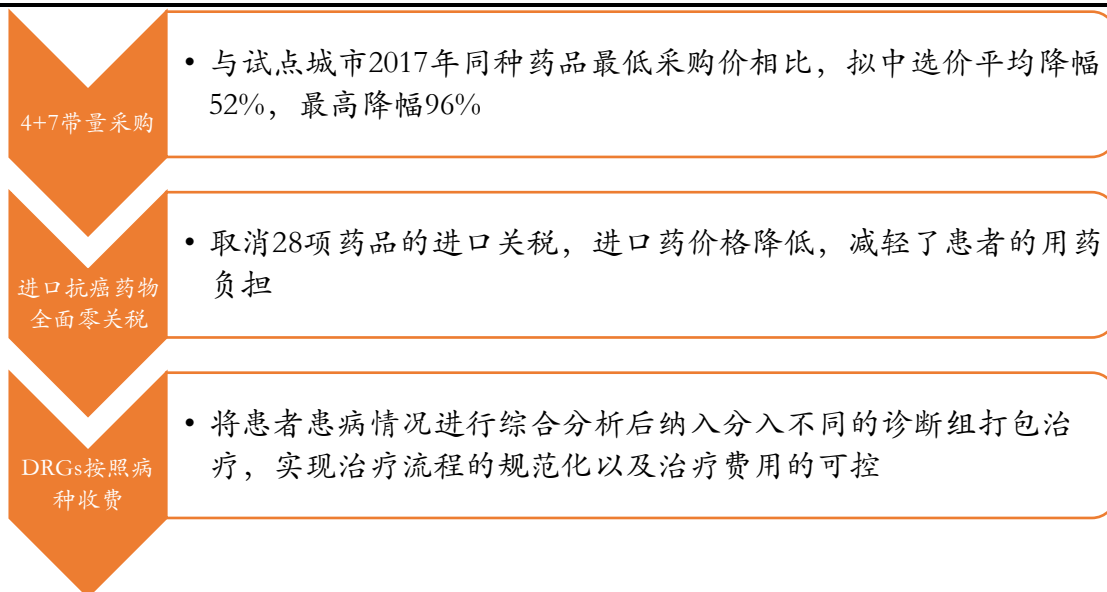 4+7带量采购
• 与试点城市2017年同种药品最低采购价相比，拟中选价平均降幅
52%，最高降幅96%
进口抗癌药物
全面零关税
• 取消28项药品的进口关税，进口药价格降低，减轻了患者的用药
负担
DRGs按照病
种收费
• 将患者患病情况进行综合分析后纳入分入不同的诊断组打包治
疗，实现治疗流程的规范化以及治疗费用的可控